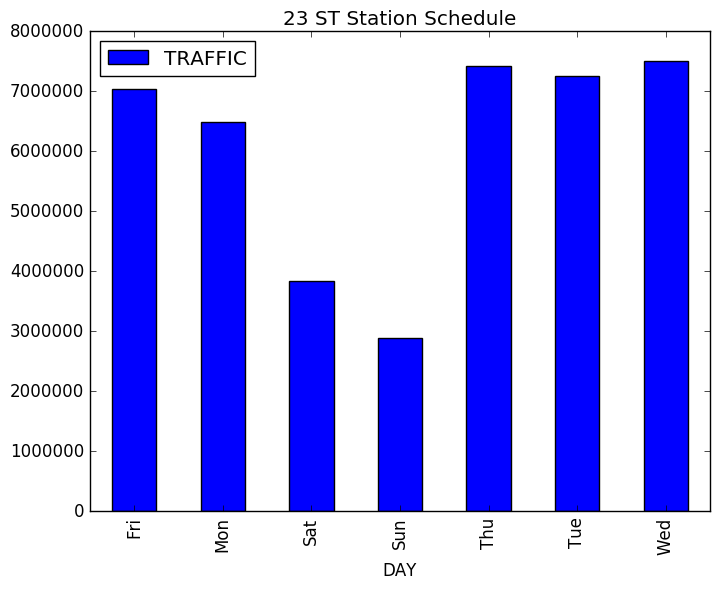 23 ST Station Schedule
TRAFFIC
8000000
7000000
6000000
5000000
4000000
3000000
2000000
1000000
0
Fri
Mon
Sat
Sun
Thu
Tue
Wed
DAY